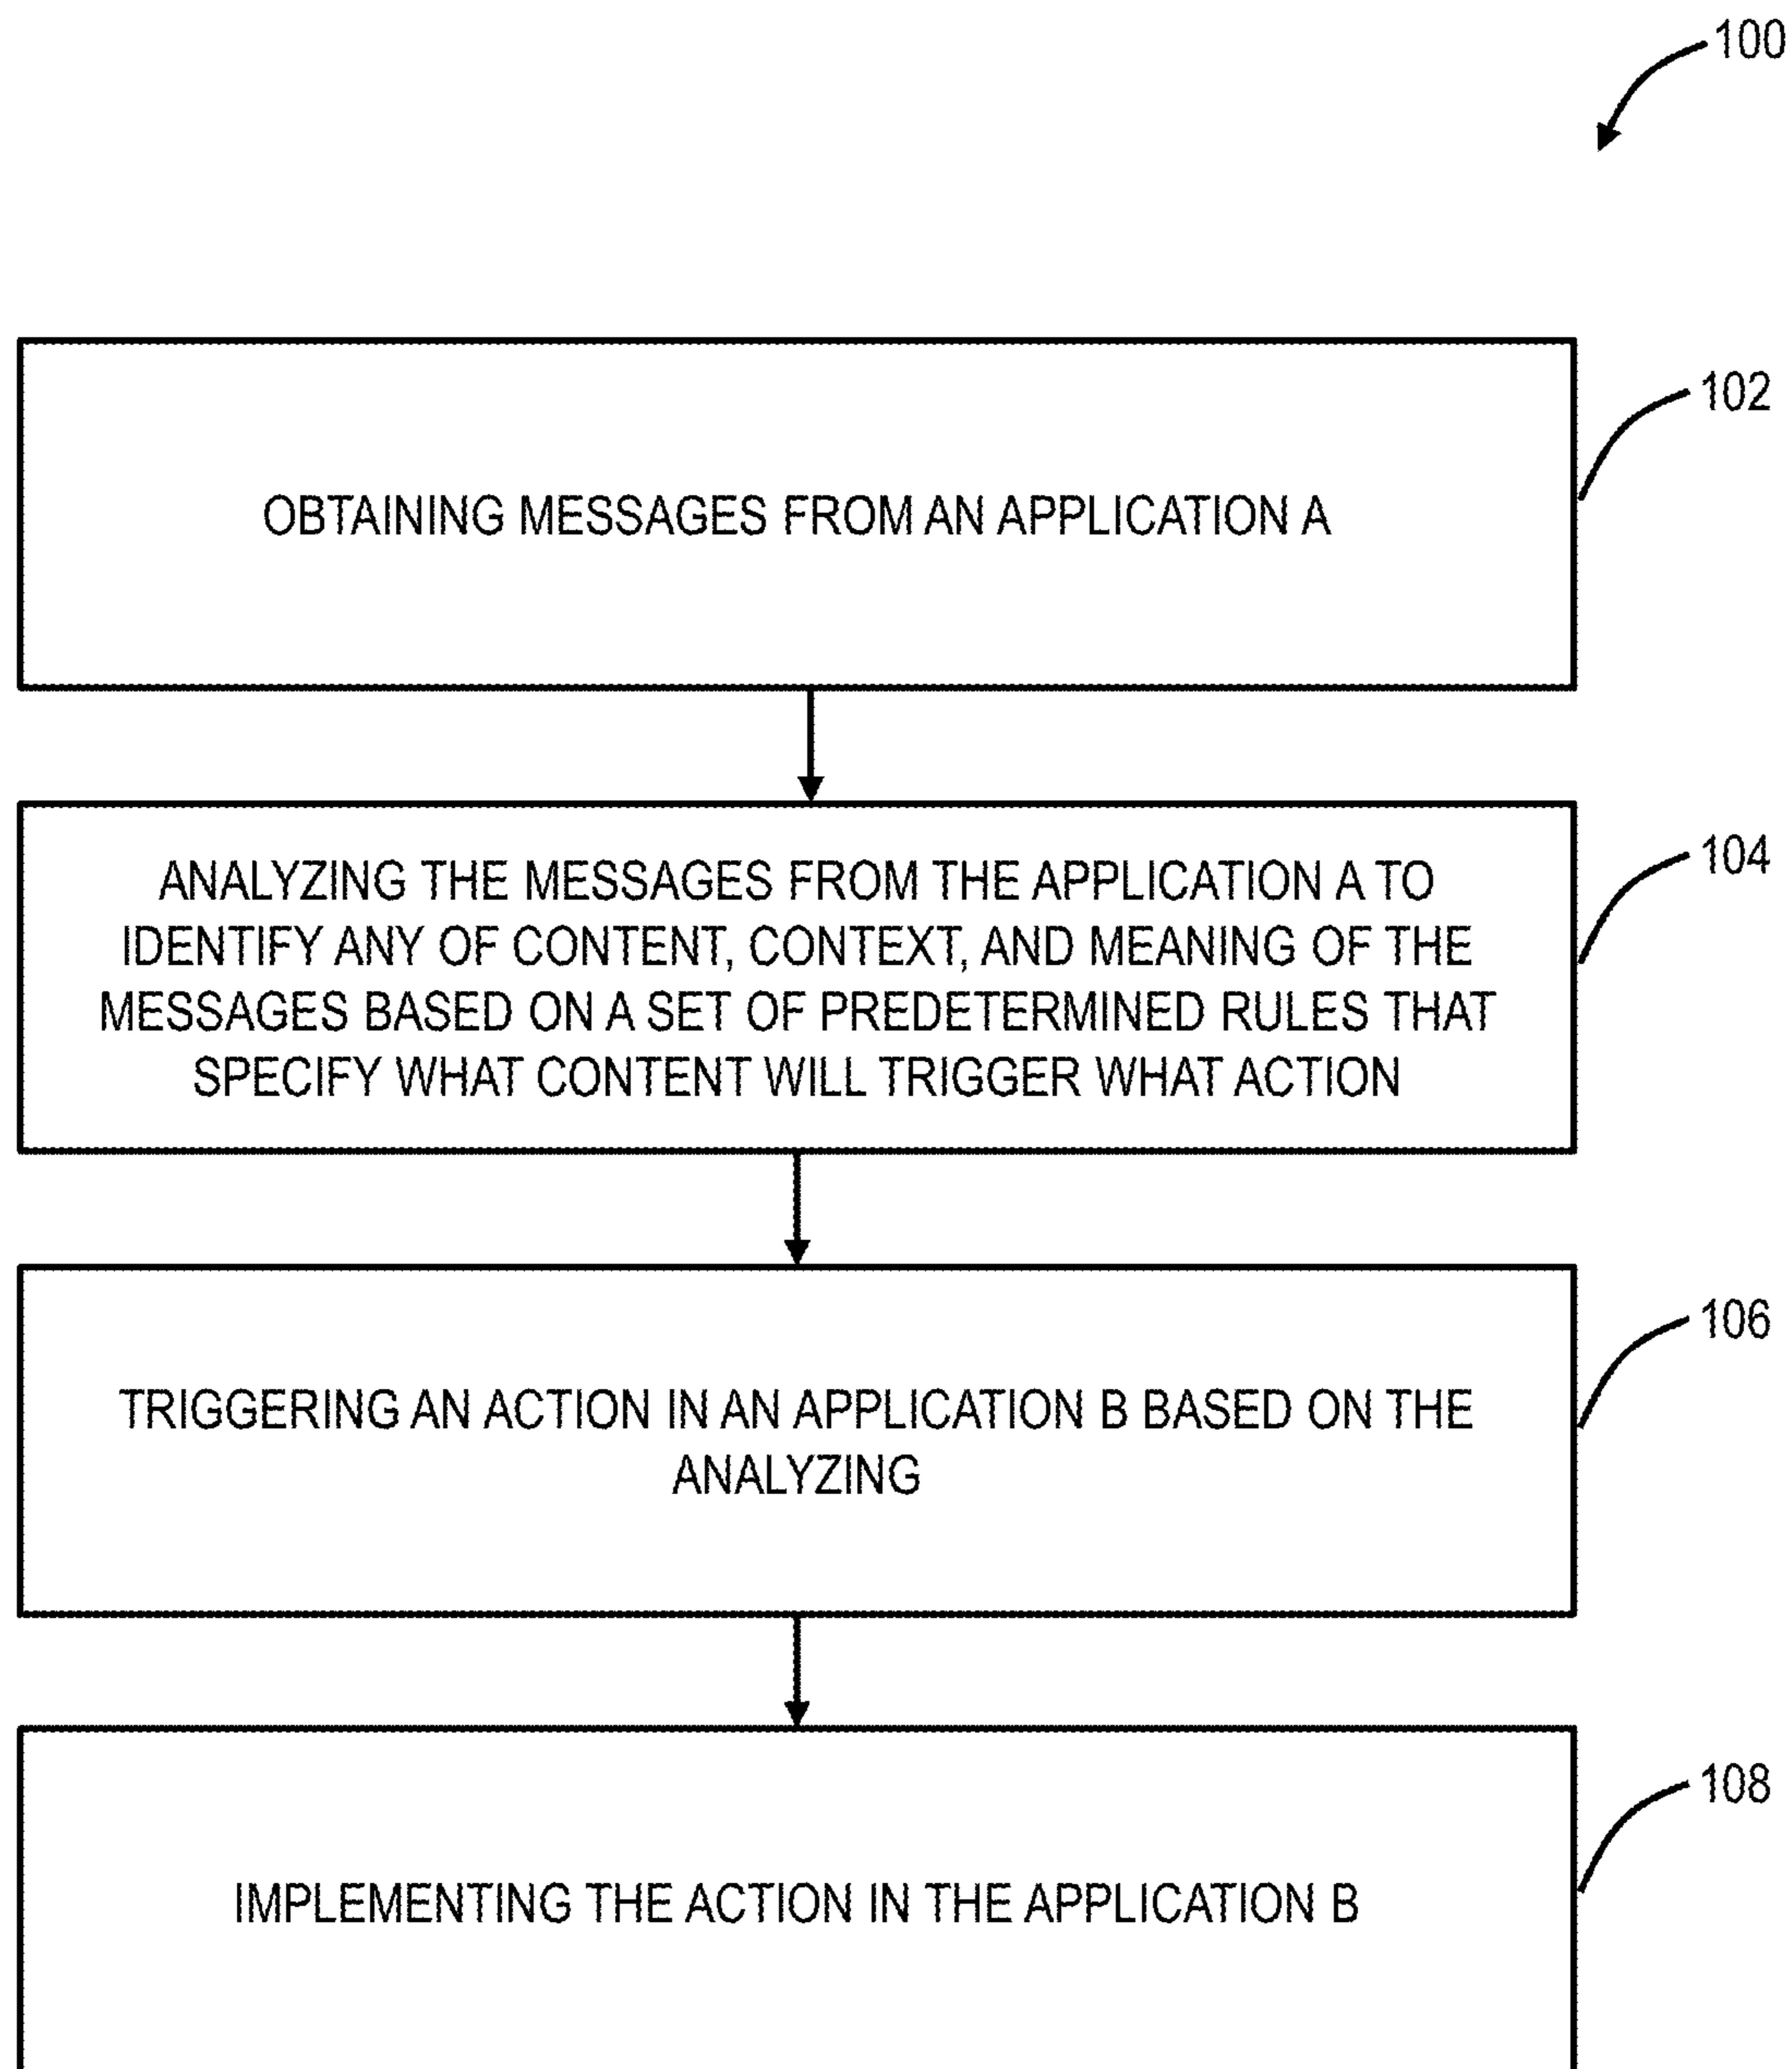 100
OBTAINING MESSAGES FROM AN APPLICATION A
102
ANALYZING THE MESSAGES FROM THE APPLICATION A TO
IDENTIFY ANY OF CONTENT, CONTEXT, AND MEANING OF THE
MESSAGES BASED ON A SET OF PREDETERMINED RULES THAT
SPECIFY WHAT CONTENT WILL TRIGGER WHAT ACTION
104
TRIGGERING AN ACTION IN AN APPLICATION B BASED ON THE
ANALYZING
106
IMPLEMENTING THE ACTION IN THE APPLICATION B
108